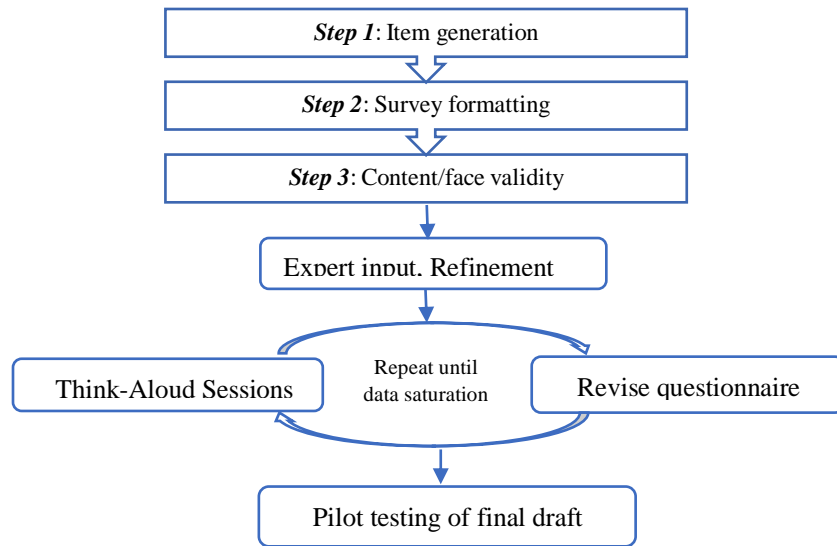 Step 1: Item generation
Step 2: Survey formatting
Step 3: Content/face validity
Expert input, Refinement
Repeat until
data saturation
Think-Aloud Sessions
Revise questionnaire
Pilot testing of final draft